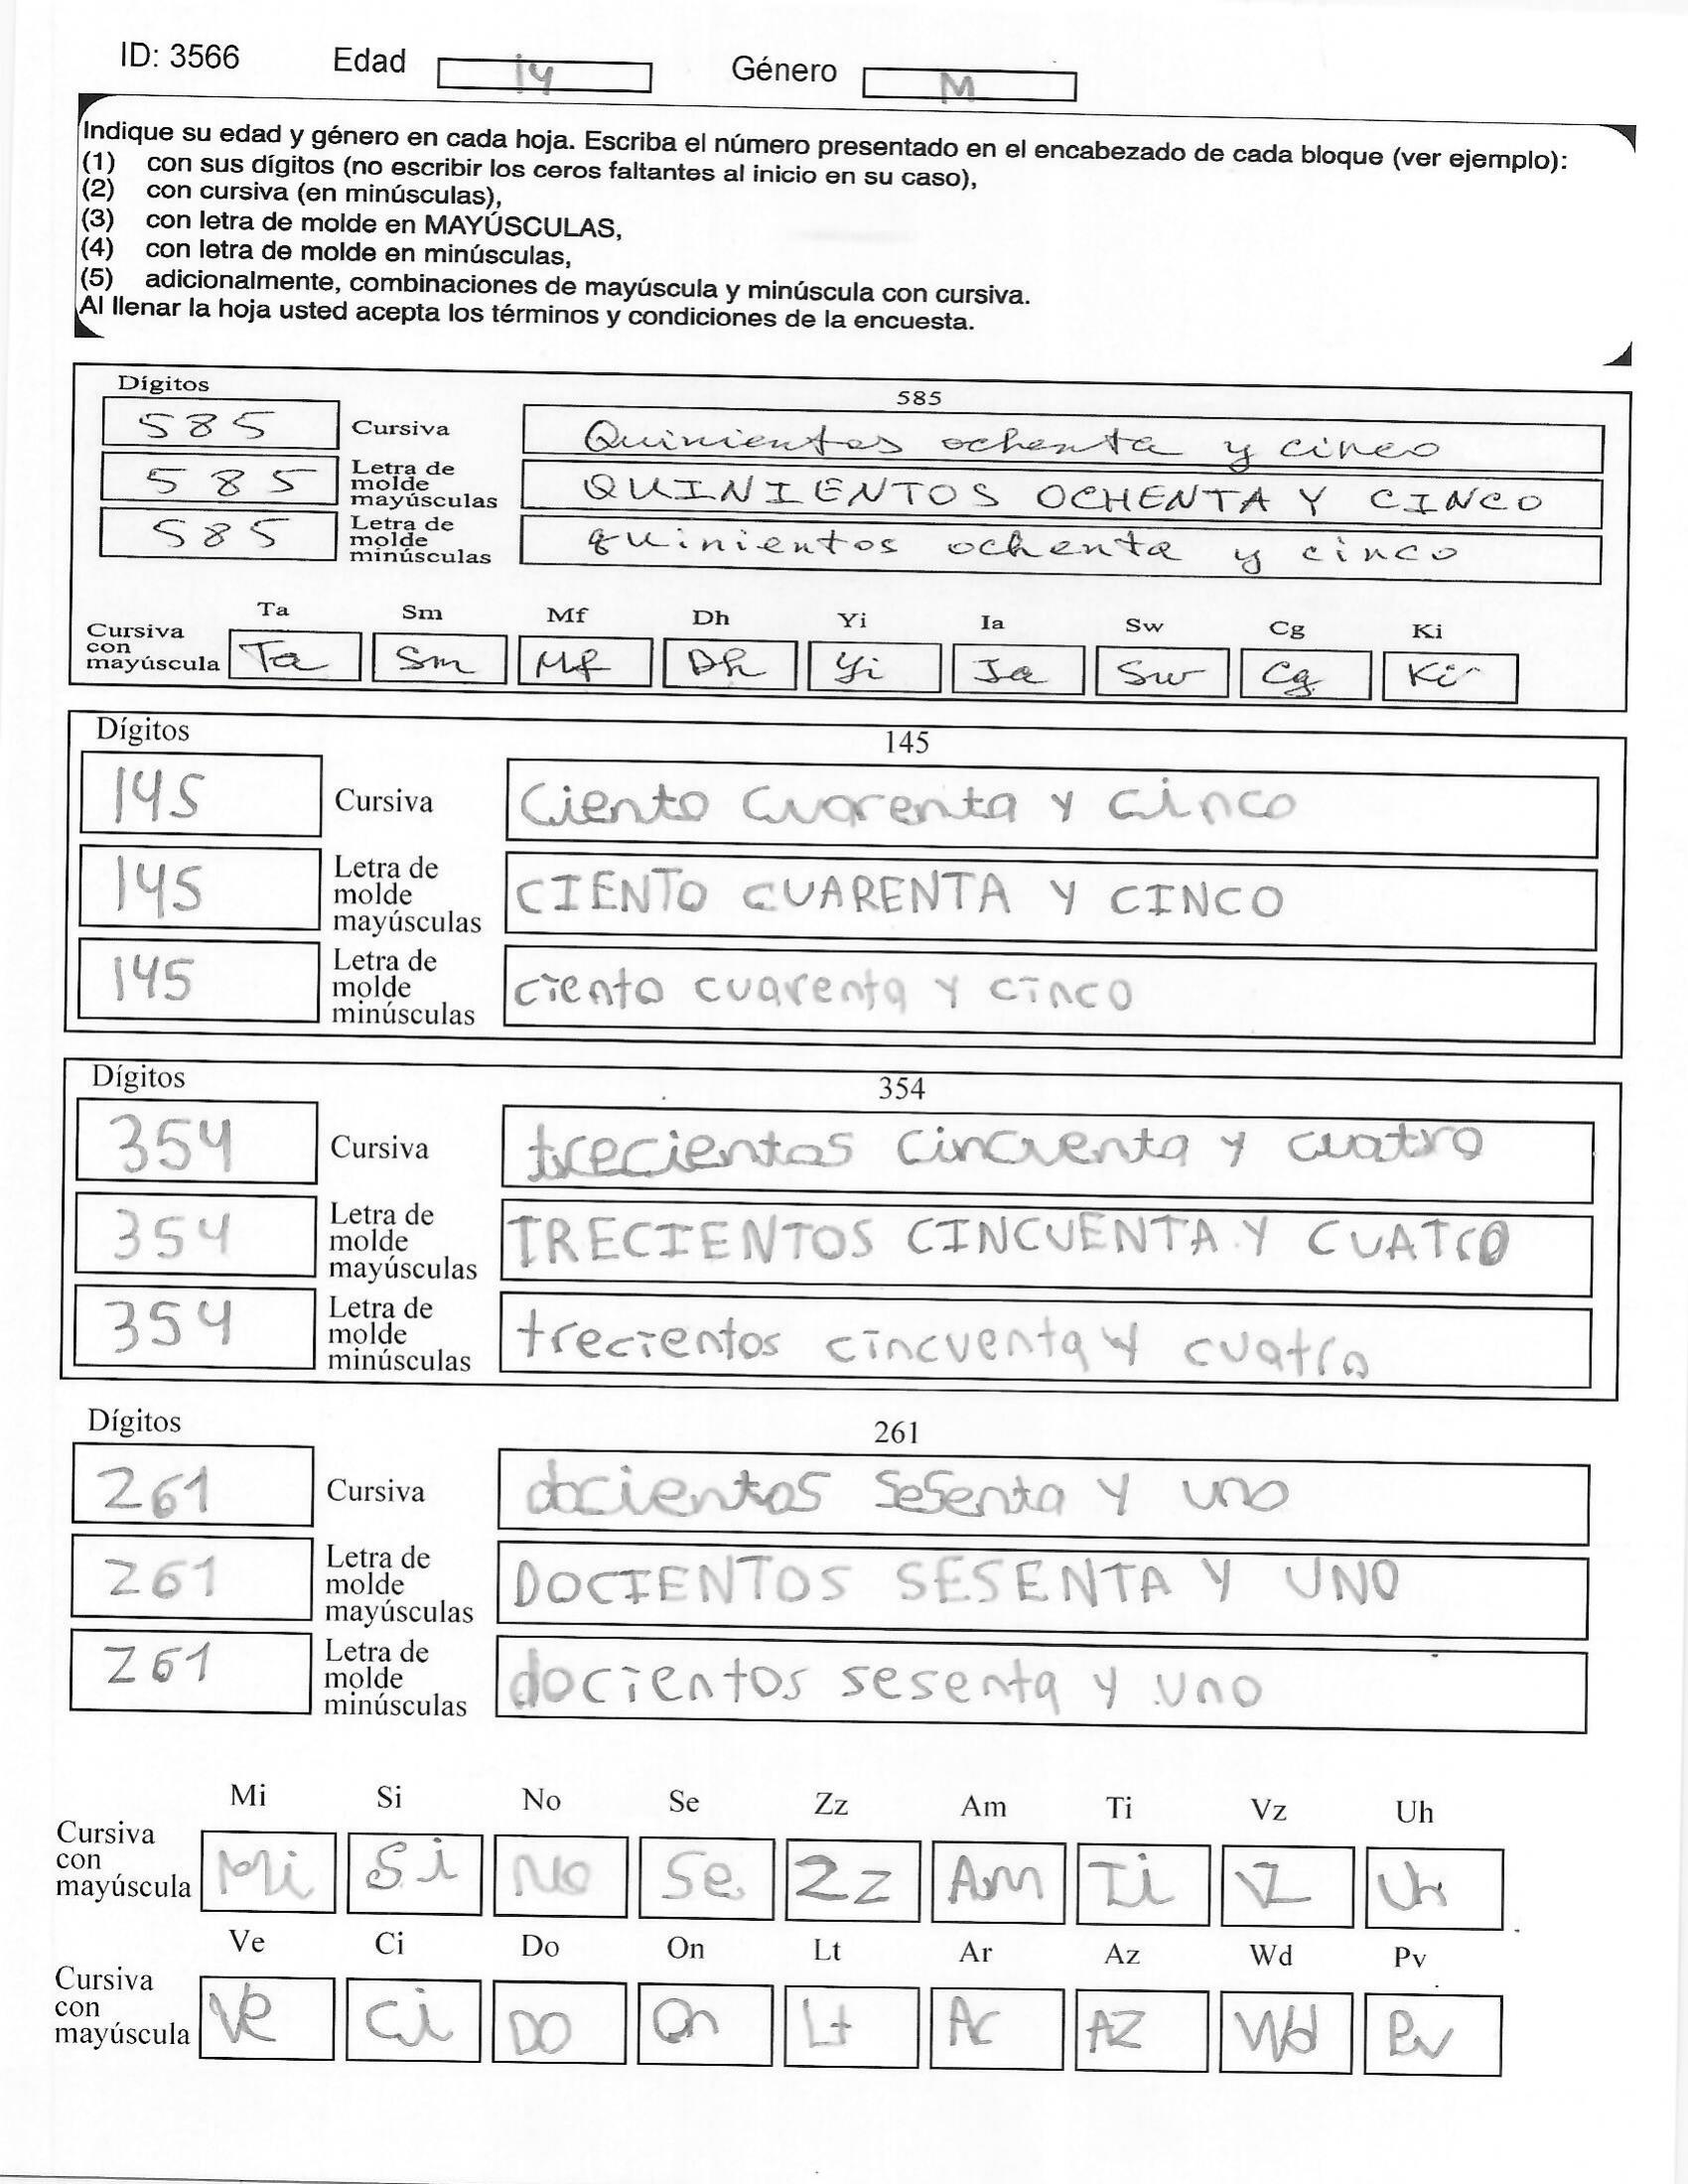 ID: 3566 Edad 14 Género M
Indique su edad y género en cada hoja. Escriba el número presentado en el encabezado de cada bloque (ver ejemplo):
(1) con sus dígitos (no escribir los ceros faltantes al inicio en su caso),
(2) con cursiva (en minúsculas),
(3) con letra de molde en MAYÚSCULAS,
(4) con letra de molde en minúsculas,
(5) adicionalmente, combinaciones de mayúscula y minúscula con cursiva.
Al llenar la hoja usted acepta los términos y condiciones de la encuesta.
Dígitos 585
585 Cursiva Quinientos ochenta y cinco
585 Letra de molde mayúsculas QUINIENTOS OCHENTA Y CINCO
585 Letra de molde minúsculas quinientos ochenta y cinco
Ta Sm Mf Dh Yi Ia Sw Cg Ki
Cursiva con mayúscula Ta Sm Mf Dh Yi Ia Sw Cg Ki
Dígitos 145
145 Cursiva Ciento Cuarenta y Cinco
145 Letra de molde mayúsculas CIENTO CUARENTA Y CINCO
145 Letra de molde minúsculas ciento cuarenta y cinco
Dígitos 354
354 Cursiva trecientos cincuenta y cuatro
354 Letra de molde mayúsculas TRECIENTOS CINCUENTA Y CUATrO
354 Letra de molde minúsculas trecientos cincuenta y cuatro
Dígitos 261
261 Cursiva docientos sesenta y uno
261 Letra de molde mayúsculas DOCIENTOS SESENTA Y UNO
261 Letra de molde minúsculas docientos sesenta y uno
Mi Si No Se Zz Am Ti Vz Uh
Cursiva con mayúscula Mi Si No Se Zz Am Ti Vz Uh
Ve Ci Do On Lt Ar Az Wd Pv
Cursiva con mayúscula Ve Ci DO On Lt Ar AZ Wd Pv